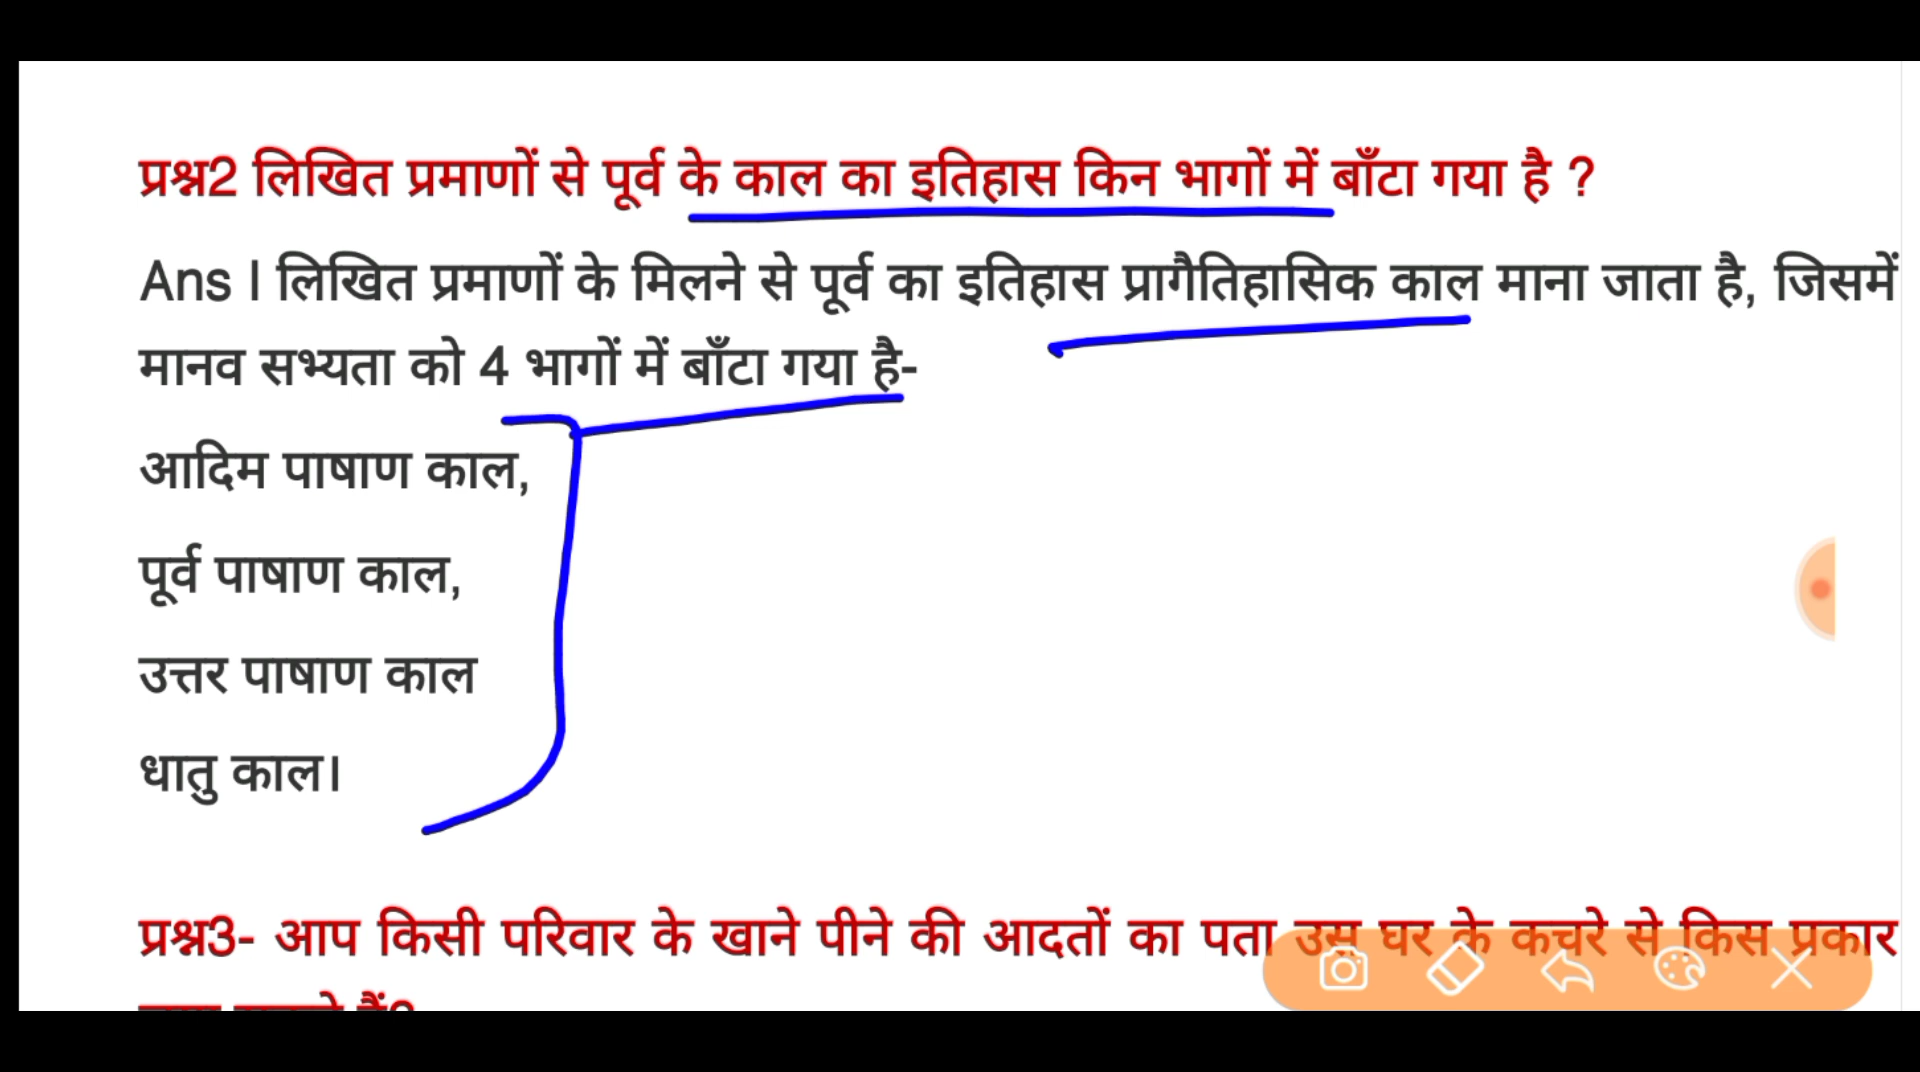 प्रश्न2 लिखित प्रमाणों से पूर्व के काल का इतिहास किन भागों में बाँटा गया है ?
Ans । लिखित प्रमाणों के मिलने से पूर्व का इतिहास प्रागैतिहासिक काल माना जाता है, जिसमें
मानव सभ्यता को 4 भागों में बाँटा गया है-
आदिम पाषाण काल,
पूर्व पाषाण काल,
उत्तर पाषाण काल
धातु काल।
प्रश्न3- आप किसी परिवार के खाने पीने की आदतों का पता उस घर के कचरे से किस प्रकार